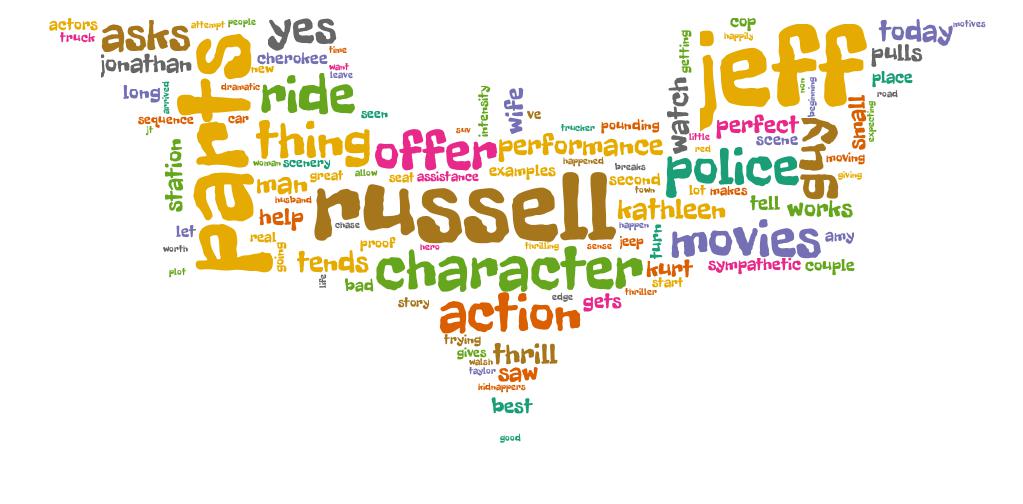 actors
attempt
people
truck
asks
yes
time
jonathan
cherokee
new
want
leave
long
arrived
parts
dramatic
ride
seen
sequence
jt
car
thing
offer
suv
intensity
wife
ve
trucker
pounding
performance
woman
scenery
station
man
great
allow
seat
assistance
examples
happened
breaks
second
town
husband
help
chase
russell
kathleen
let
worth
plot
real
going
proof
hero
thrilling
sense
happen
jeep
turn
tends
life
bad
character
kurt
start
thriller
story
edge
gets
action
trying
gives
walsh
thrill
taylor
saw
kidnappers
best
good
cop
happily
getting
jeff
today
motives
pulls
place
road
watch
non
beginning
small
expecting
little
perfect
scene
guy
red
police
moving
giving
lot
makes
tell
works
movies
amy
sympathetic
couple